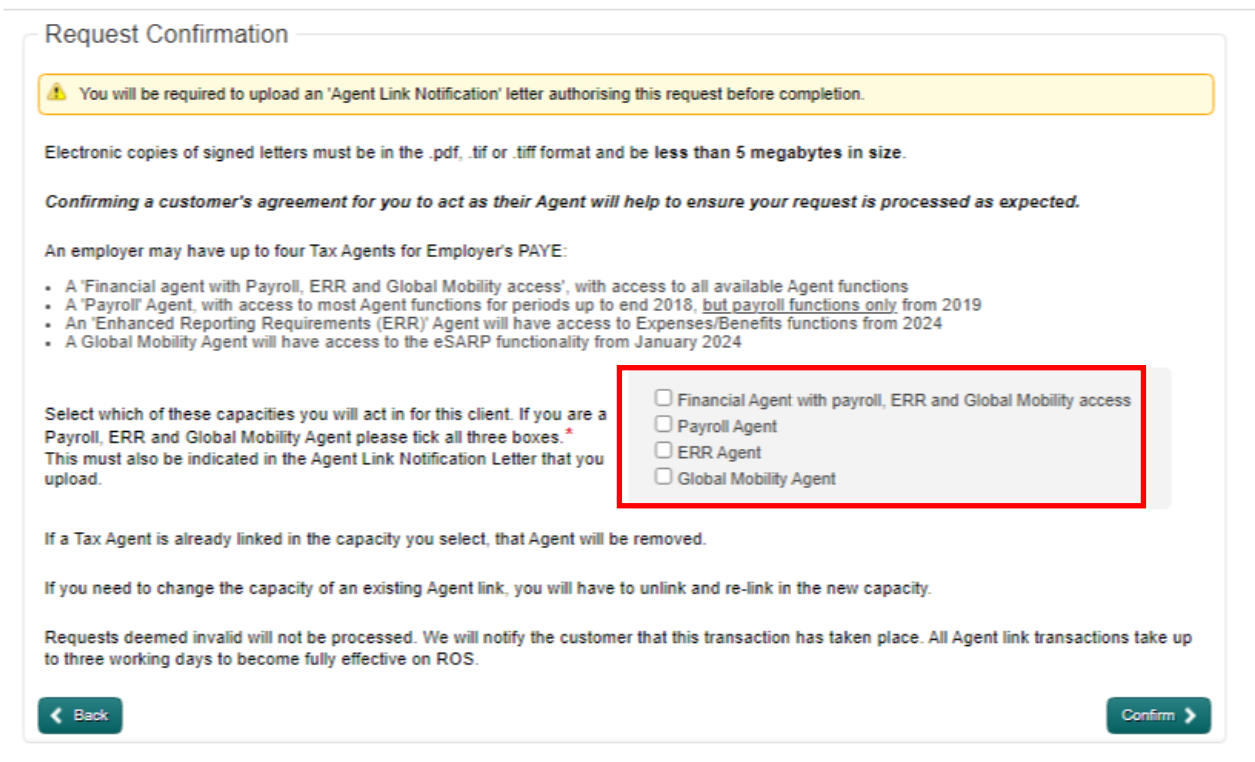 Request Confirmation
You will be required to upload an 'Agent Link Notification' letter authorising this request before completion.
Electronic copies of signed letters must be in the .pdf, .tif or .tiff format and be less than 5 megabytes in size.
Confirming a customer's agreement for you to act as their Agent will help to ensure your request is processed as expected.
An employer may have up to four Tax Agents for Employer's PAYE:
• A 'Financial agent with Payroll, ERR and Global Mobility access', with access to all available Agent functions
• A 'Payroll' Agent, with access to most Agent functions for periods up to end 2018, but payroll functions only from 2019
• An 'Enhanced Reporting Requirements (ERR)' Agent will have access to Expenses/Benefits functions from 2024
• A Global Mobility Agent will have access to the eSARP functionality from January 2024
Select which of these capacities you will act in for this client. If you are a
Payroll, ERR and Global Mobility Agent please tick all three boxes.*
This must also be indicated in the Agent Link Notification Letter that you
upload.
Financial Agent with payroll, ERR and Global Mobility access
Payroll Agent
ERR Agent
Global Mobility Agent
If a Tax Agent is already linked in the capacity you select, that Agent will be removed.
If you need to change the capacity of an existing Agent link, you will have to unlink and re-link in the new capacity.
Requests deemed invalid will not be processed. We will notify the customer that this transaction has taken place. All Agent link transactions take up
to three working days to become fully effective on ROS.
Back
Confirm